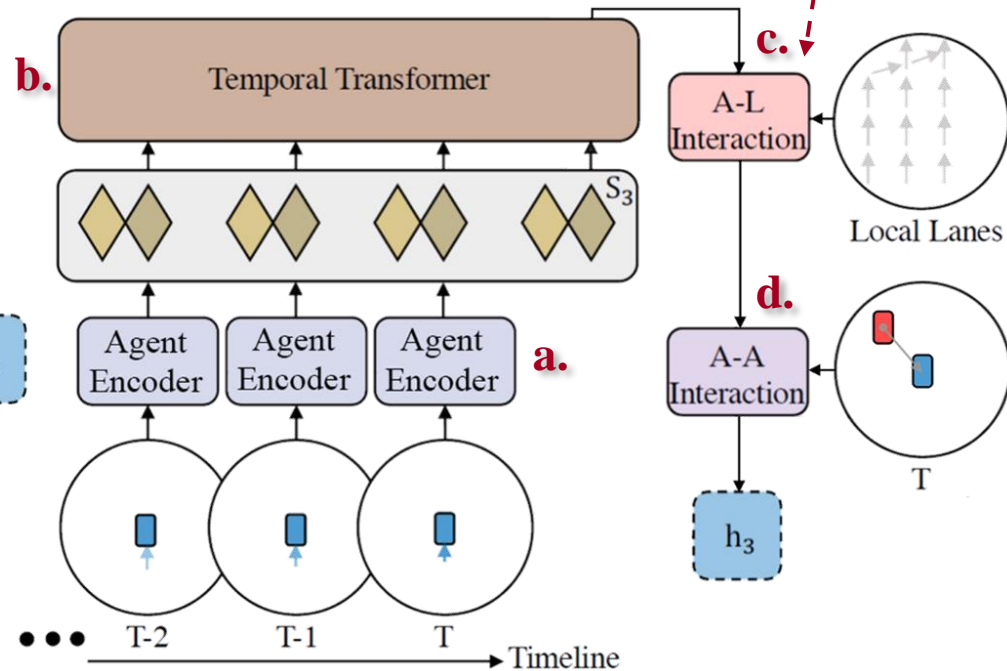 b.
Temporal Transformer
c.
A-L
Interaction
Local Lanes
S₃
Agent
Encoder
Agent
Encoder
Agent
Encoder
a.
d.
A-A
Interaction
T
h₃
T-2
T-1
T
Timeline